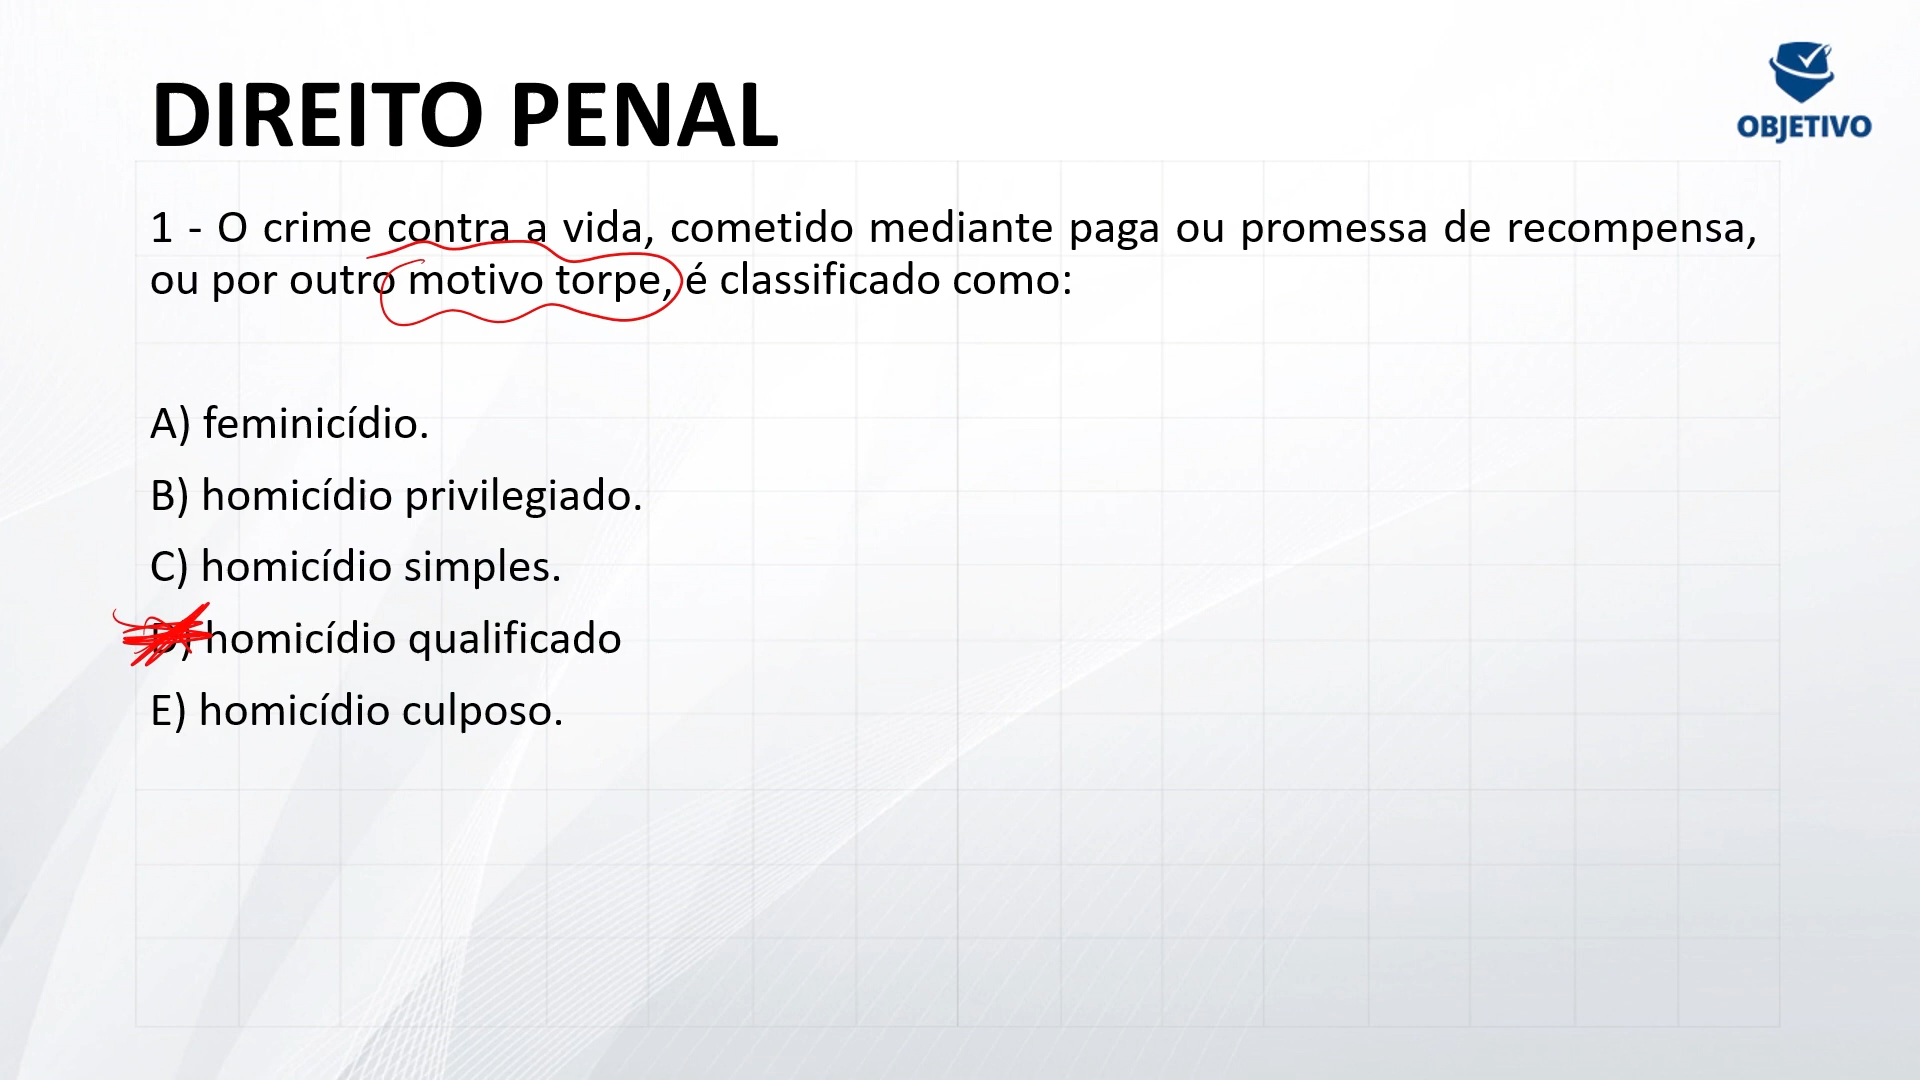 DIREITO PENAL
OBJETIVO
1 - O crime contra a vida, cometido mediante paga ou promessa de recompensa,
ou por outro motivo torpe, é classificado como:
A) feminicídio.
B) homicídio privilegiado.
C) homicídio simples.
D) homicídio qualificado
E) homicídio culposo.